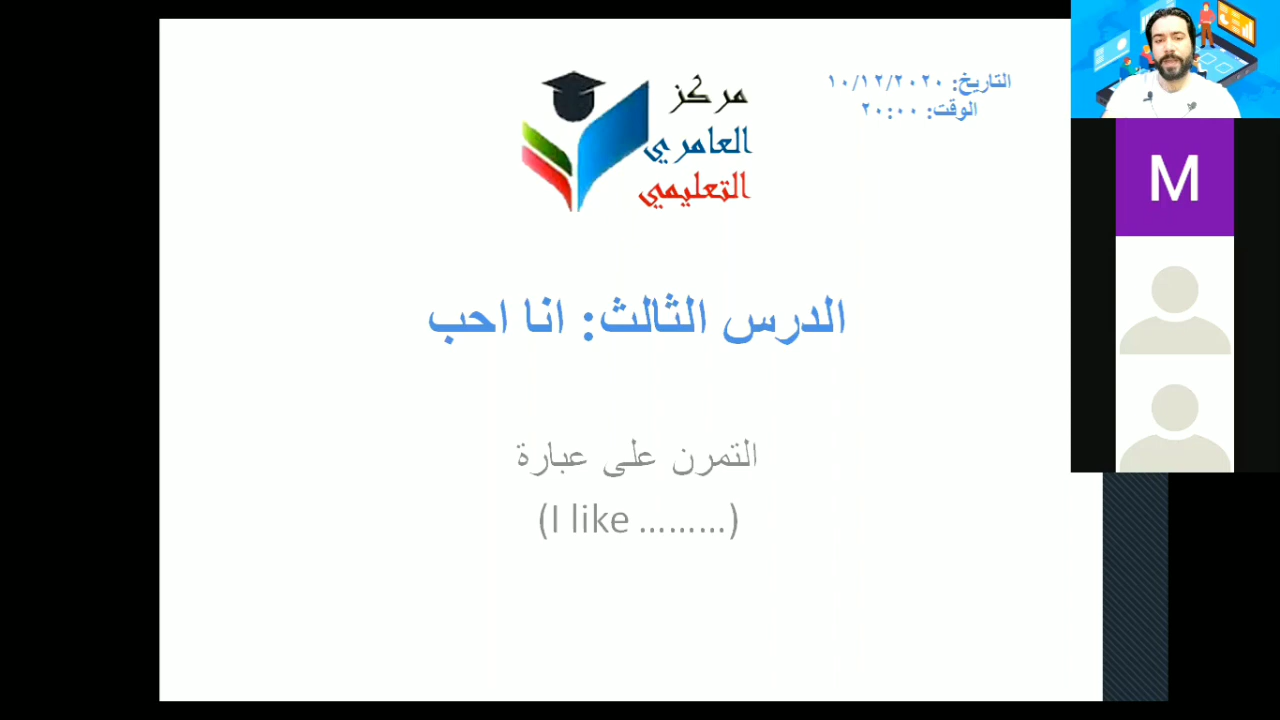 التاريخ: ١٠/١٢/٢٠٢٠
الوقت: ٢٠:٠٠
مركز
العامري
التعليمي
الدرس الثالث: انا احب
التمرن على عبارة
(I like .........)
M